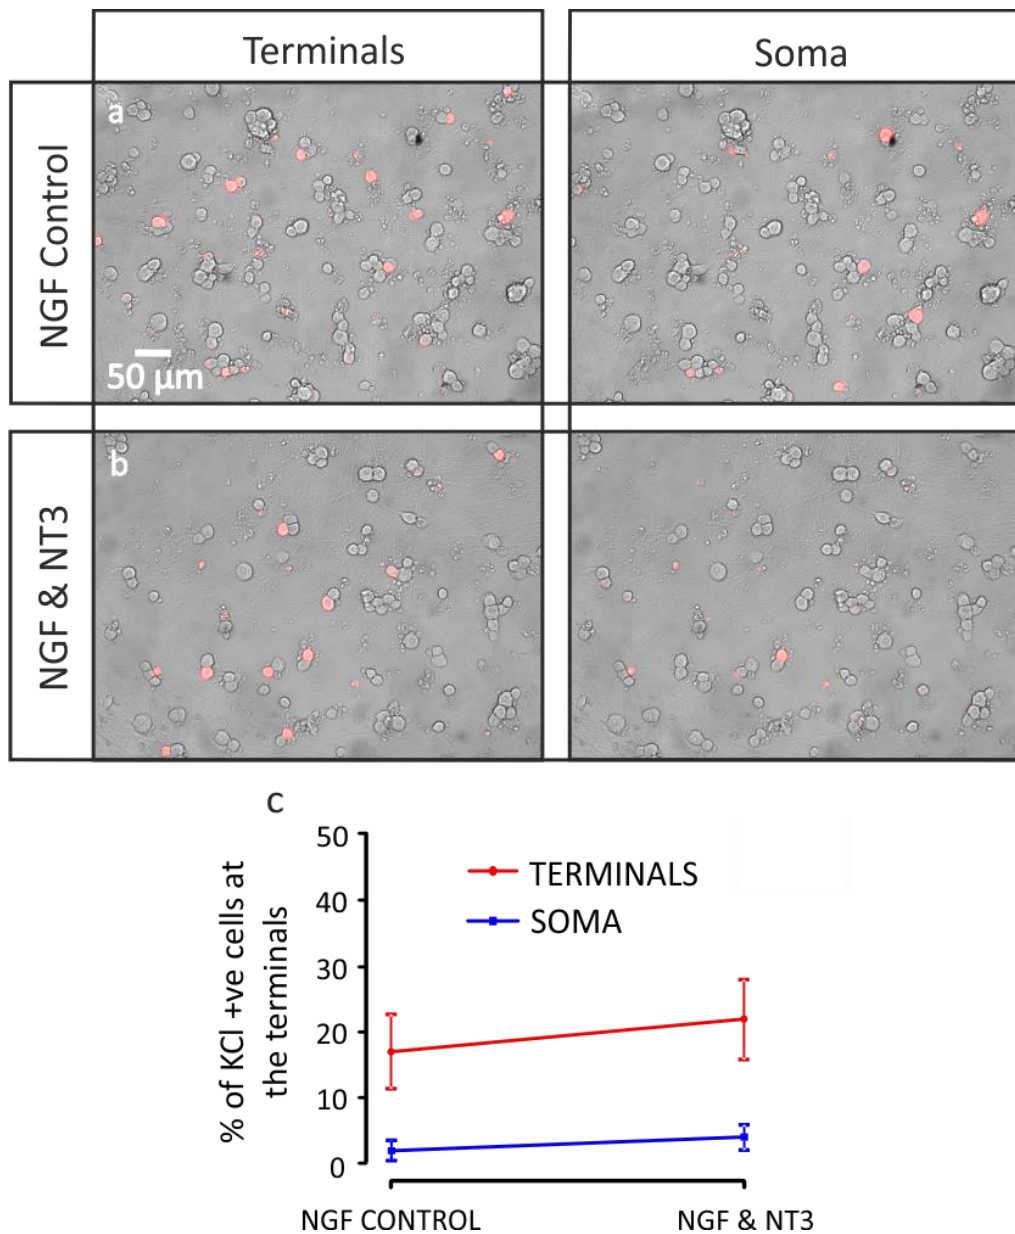 Terminals
Soma
NGF Control
a
50 µm
NGF & NT3
b
c
% of KCl +ve cells at
the terminals
50
40
30
20
10
0
TERMINALS
SOMA
NGF CONTROL
NGF & NT3